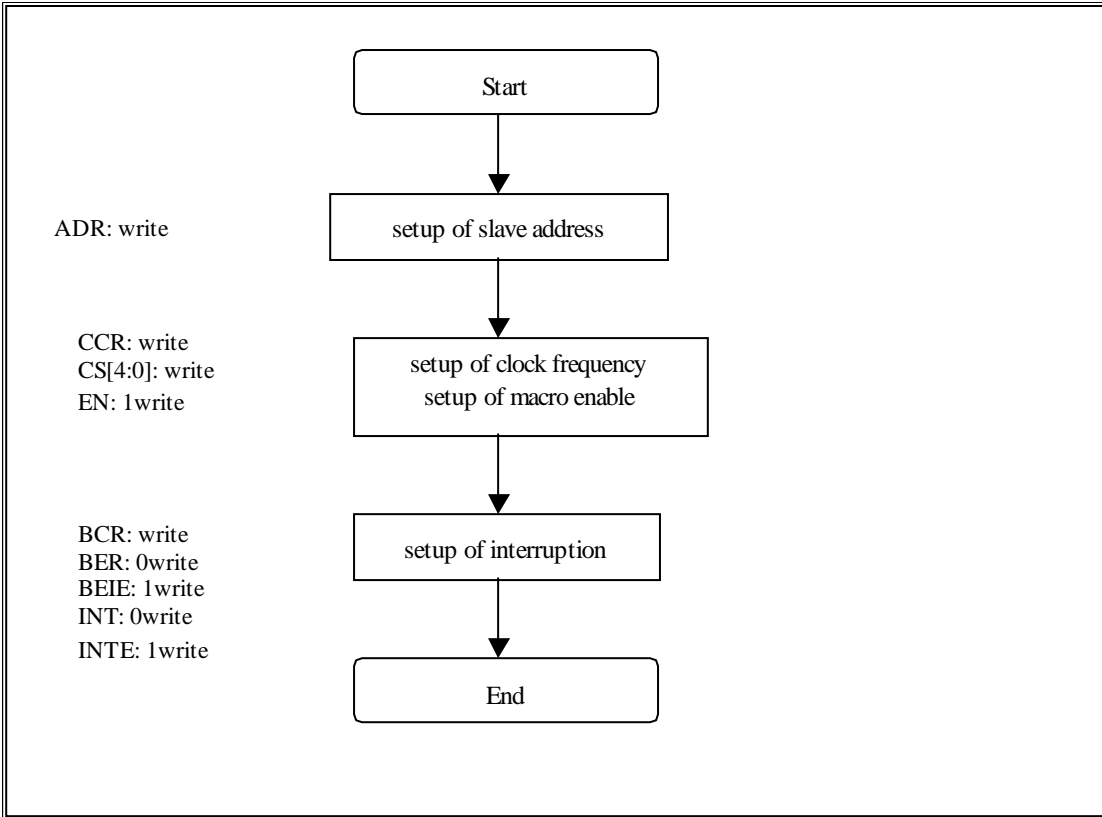 Start
ADR: write
setup of slave address
CCR: write
CS[4:0]: write
EN: 1write
setup of clock frequency
setup of macro enable
BCR: write
BER: 0write
BEIE: 1write
INT: 0write
INTE: 1write
setup of interruption
End